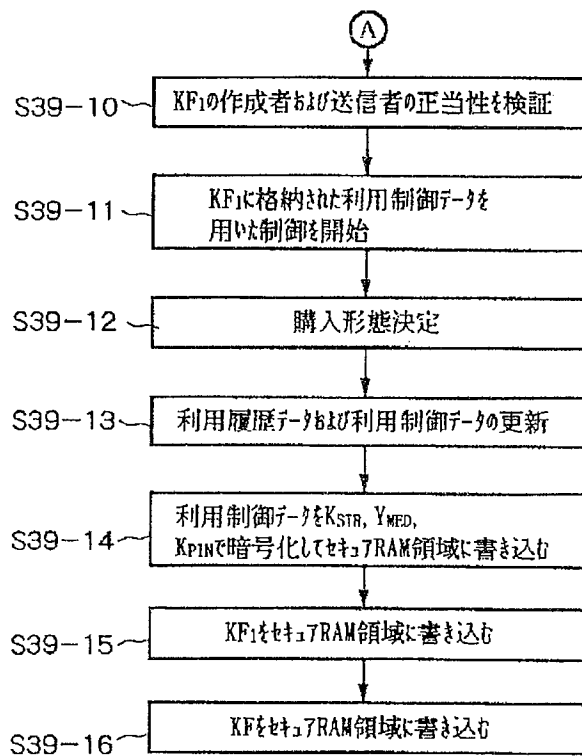 A
S39-10
KF₁の作成者および送信者の正当性を検証
S39-11
KF₁に格納された利用制御データを
用いた制御を開始
S39-12
購入形態決定
S39-13
利用履歴データおよび利用制御データの更新
S39-14
利用制御データをKSTR, YMED,
KPINで暗号化してセキュアRAM領域に書き込む
S39-15
KF₁をセキュアRAM領域に書き込む
S39-16
KFをセキュアRAM領域に書き込む